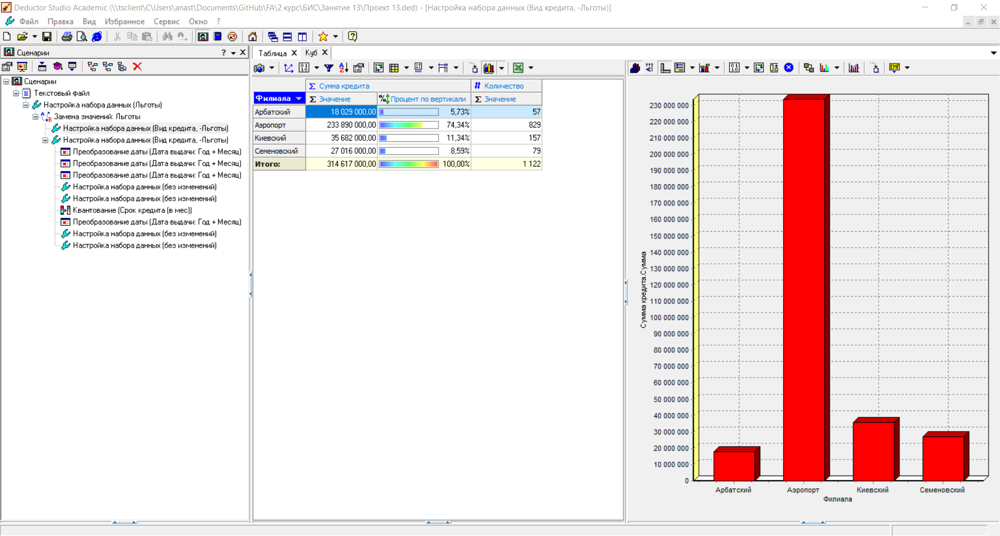 Deductor Studio Academic (\\tsclient\C\Users\anast\Documents\GitHub\FA\2 курс\БИС\Занятие 13\Проект 13.ded) - [Настройка набора данных (Вид кредита, -Льготы)]
Файл Правка Вид Избранное Сервис Окно ?
Сценарии
Сценарии
Текстовый файл
Настройка набора данных (Льготы)
Замена значений: Льготы
Настройка набора данных (Вид кредита, -Льготы)
Настройка набора данных (Вид кредита, -Льготы)
Преобразование даты (Дата выдачи: Год + Месяц)
Преобразование даты (Дата выдачи: Год + Месяц)
Преобразование даты (Дата выдачи: Год + Месяц)
Настройка набора данных (без изменений)
Настройка набора данных (без изменений)
Квантование (Срок кредита (в мес))
Преобразование даты (Дата выдачи: Год + Месяц)
Настройка набора данных (без изменений)
Настройка набора данных (без изменений)
Таблица Куб
Σ Сумма кредита # Количество
Филиала Σ Значение % Процент по вертикали Σ Значение
Арбатский 18 029 000,00 5,73% 57
Аэропорт 233 890 000,00 74,34% 829
Киевский 35 682 000,00 11,34% 157
Семеновский 27 016 000,00 8,59% 79
Итого: 314 617 000,00 100,00% 1 122
EMF
230 000 000
220 000 000
210 000 000
200 000 000
190 000 000
180 000 000
170 000 000
160 000 000
150 000 000
140 000 000
130 000 000
120 000 000
110 000 000
100 000 000
90 000 000
80 000 000
70 000 000
60 000 000
50 000 000
40 000 000
30 000 000
20 000 000
10 000 000
0
Сумма кредита.Сумма
Арбатский Аэропорт Киевский Семеновский
Филиала